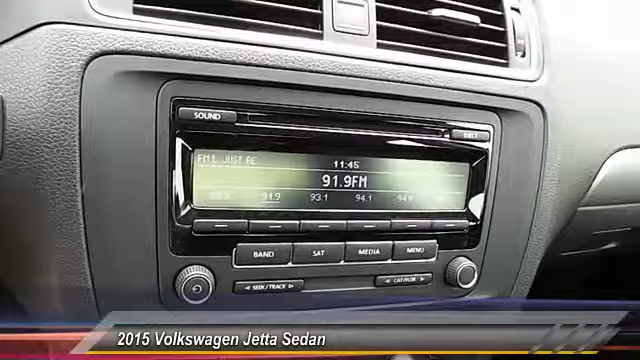 SOUND
EJECT
FM1 JUST BE
11:45
91.9FM
88.3 91.9 93.1 94.1 94.9
BAND SAT MEDIA MENU
SEEK/TRACK CAT/FOLDER
2015 Volkswagen Jetta Sedan